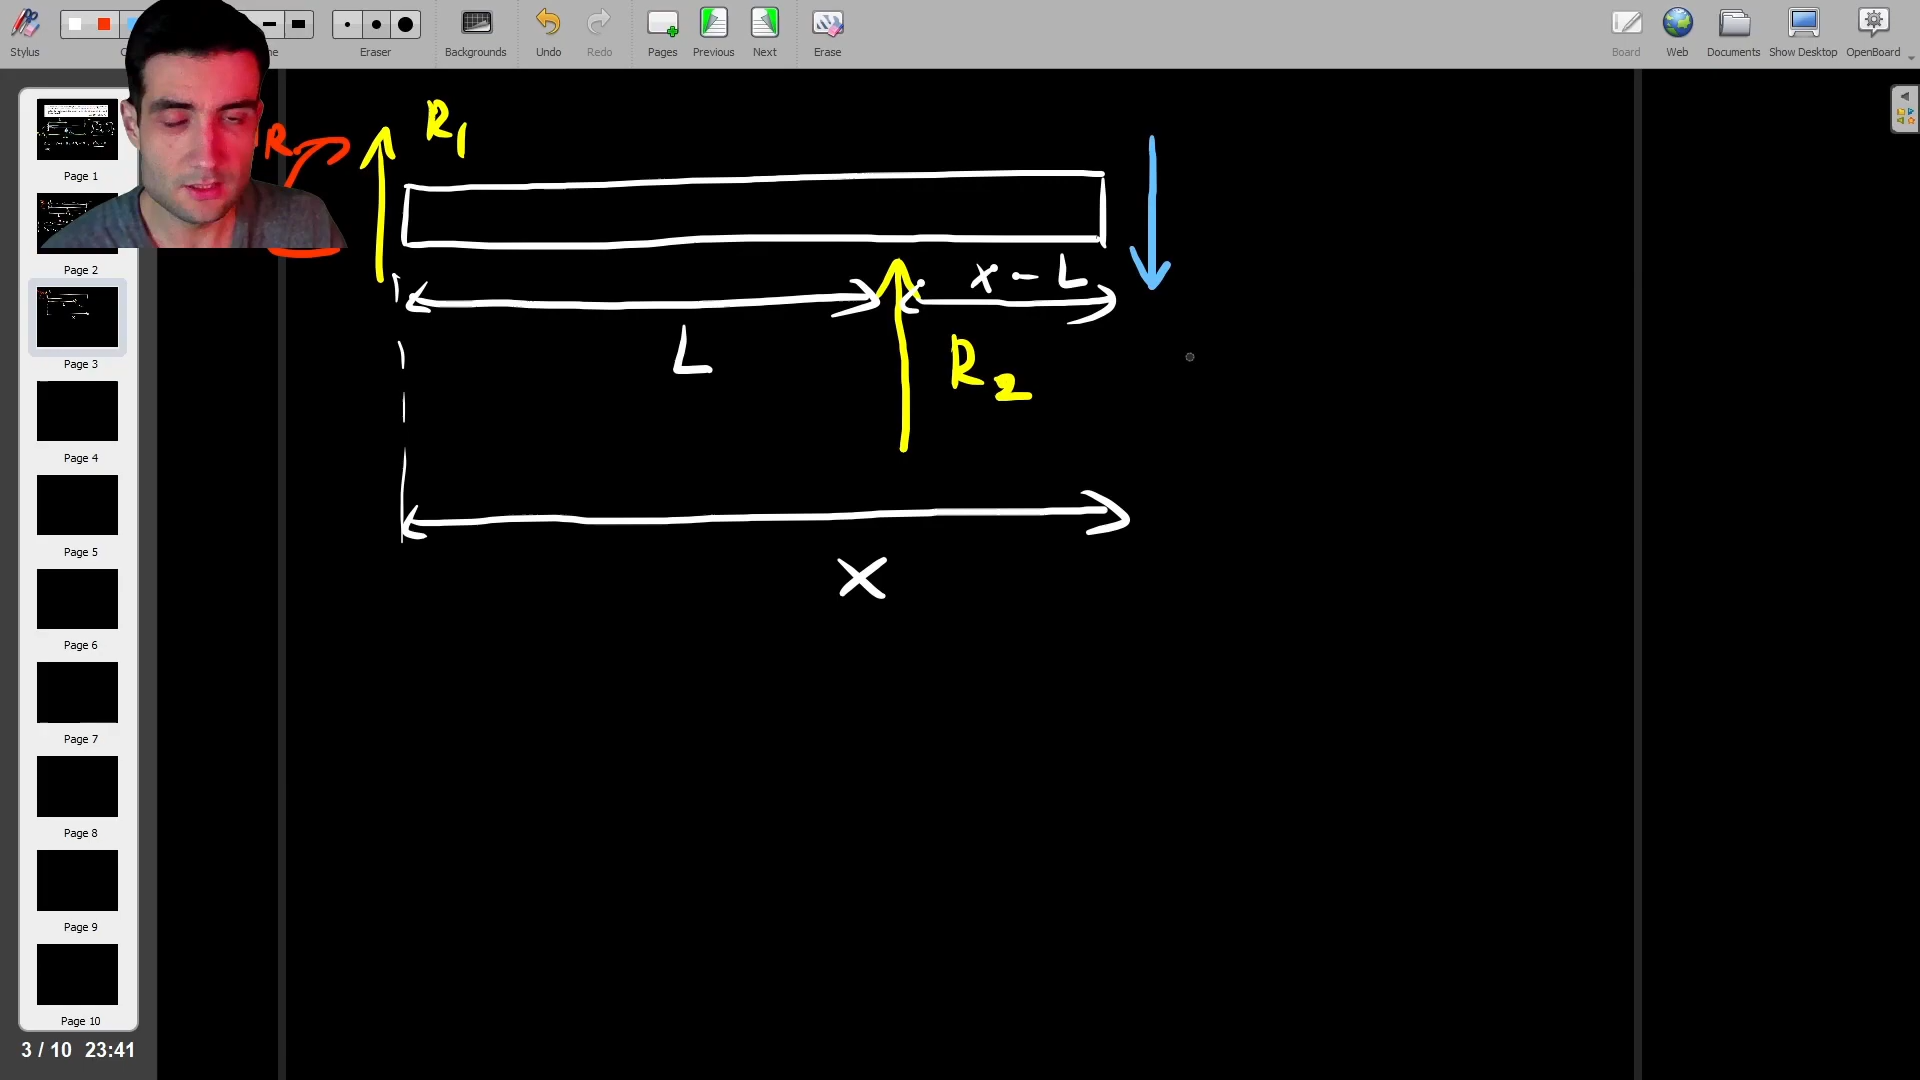 Stylus
Eraser
Backgrounds
Undo
Redo
Pages
Previous
Next
Erase
Board
Web
Documents
Show Desktop
OpenBoard
R
R1
x - L
L
R2
x
Page 1
Page 2
Page 3
Page 4
Page 5
Page 6
Page 7
Page 8
Page 9
Page 10
3 / 10 23:41